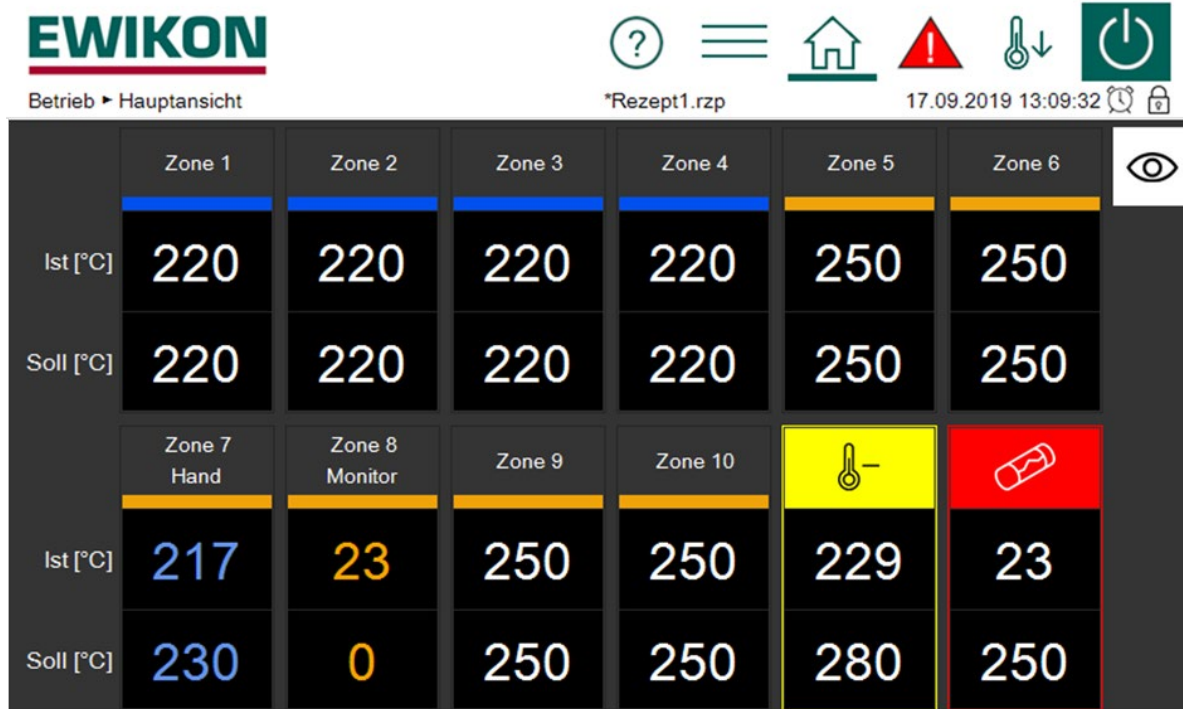 EWIKON
?
!
Betrieb ► Hauptansicht
*Rezept1.rzp
17.09.2019 13:09:32
Zone 1 Zone 2 Zone 3 Zone 4 Zone 5 Zone 6
Ist [°C] 220 220 220 220 250 250
Soll [°C] 220 220 220 220 250 250
Zone 7 Zone 8 Zone 9 Zone 10
Hand Monitor
Ist [°C] 217 23 250 250 229 23
Soll [°C] 230 0 250 250 280 250